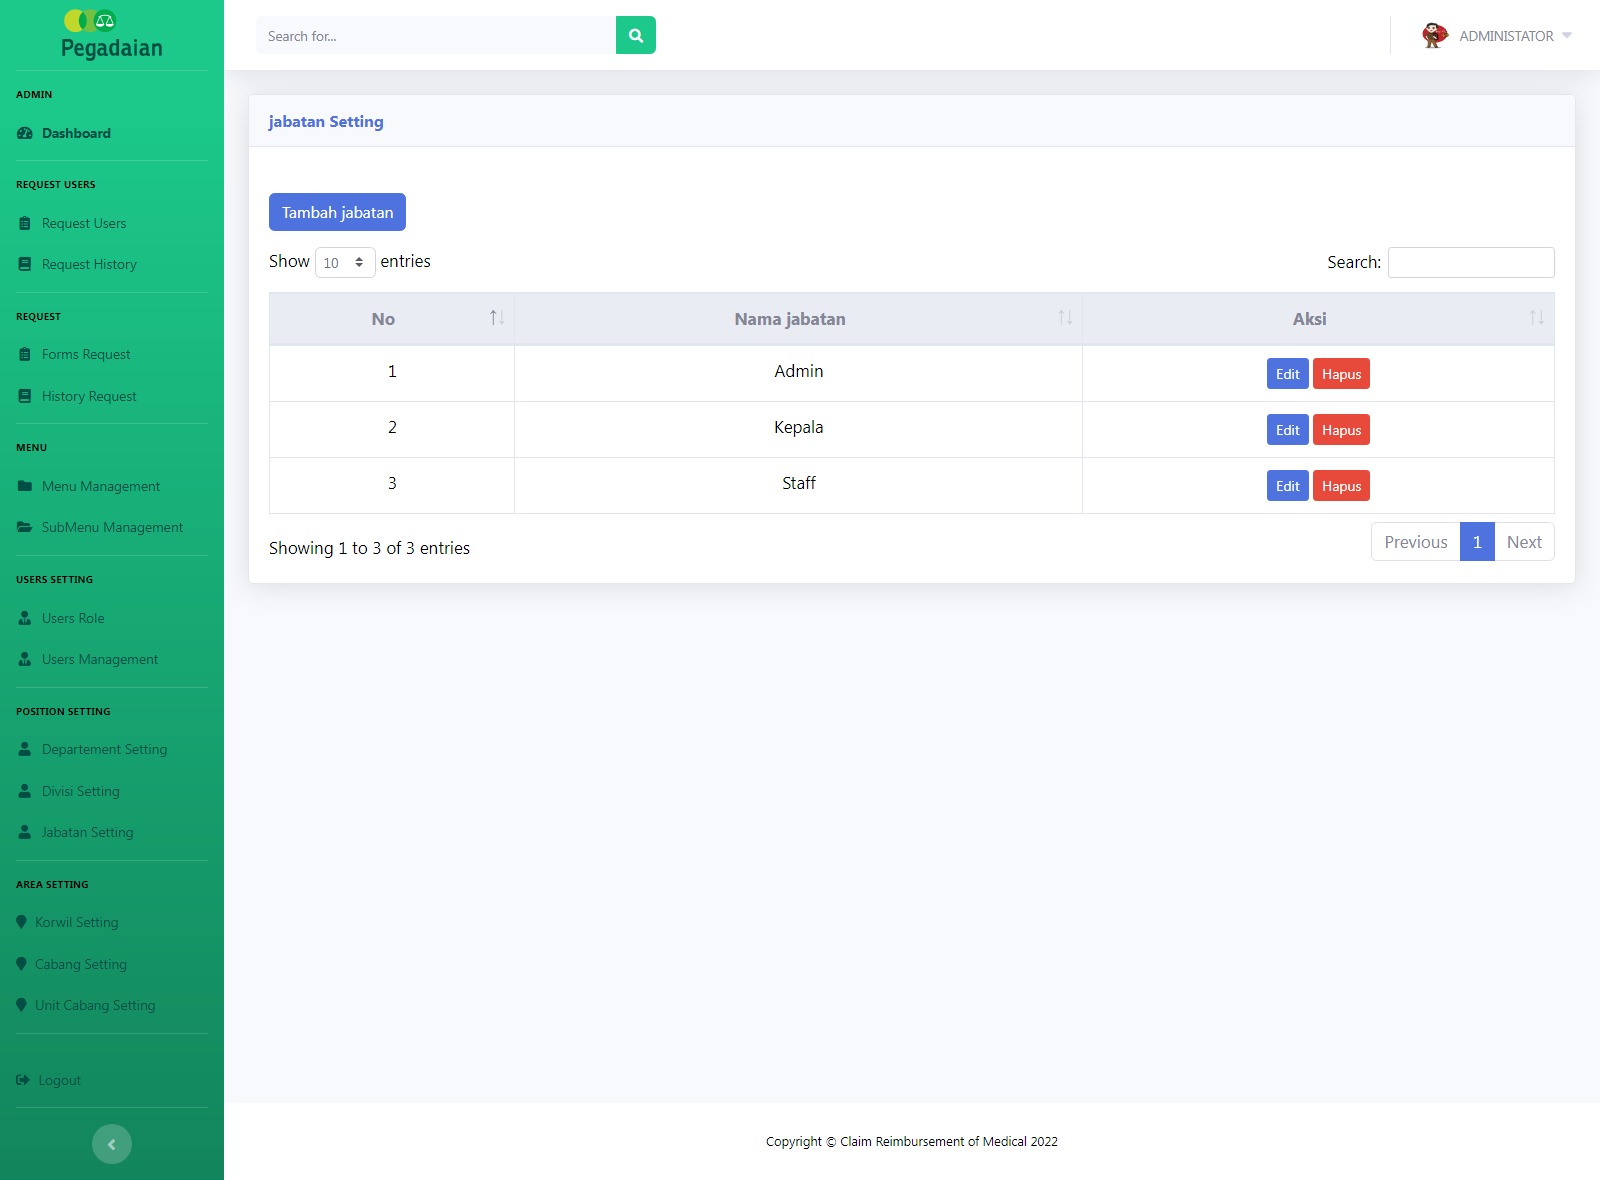 Pegadaian
ADMIN
Dashboard
REQUEST USERS
Request Users
Request History
REQUEST
Forms Request
History Request
MENU
Menu Management
SubMenu Management
USERS SETTING
Users Role
Users Management
POSITION SETTING
Departement Setting
Divisi Setting
Jabatan Setting
AREA SETTING
Korwil Setting
Cabang Setting
Unit Cabang Setting
Logout
Search for...
ADMINISTATOR
jabatan Setting
Tambah jabatan
Show 10 entries
Search:
No Nama jabatan Aksi
1 Admin Edit Hapus
2 Kepala Edit Hapus
3 Staff Edit Hapus
Showing 1 to 3 of 3 entries
Previous 1 Next
Copyright © Claim Reimbursement of Medical 2022